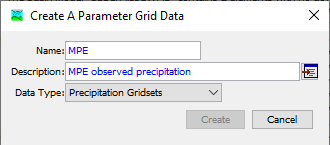 Create A Parameter Grid Data
Name: MPE
Description: MPE observed precipitation
Data Type: Precipitation Gridsets
Create Cancel